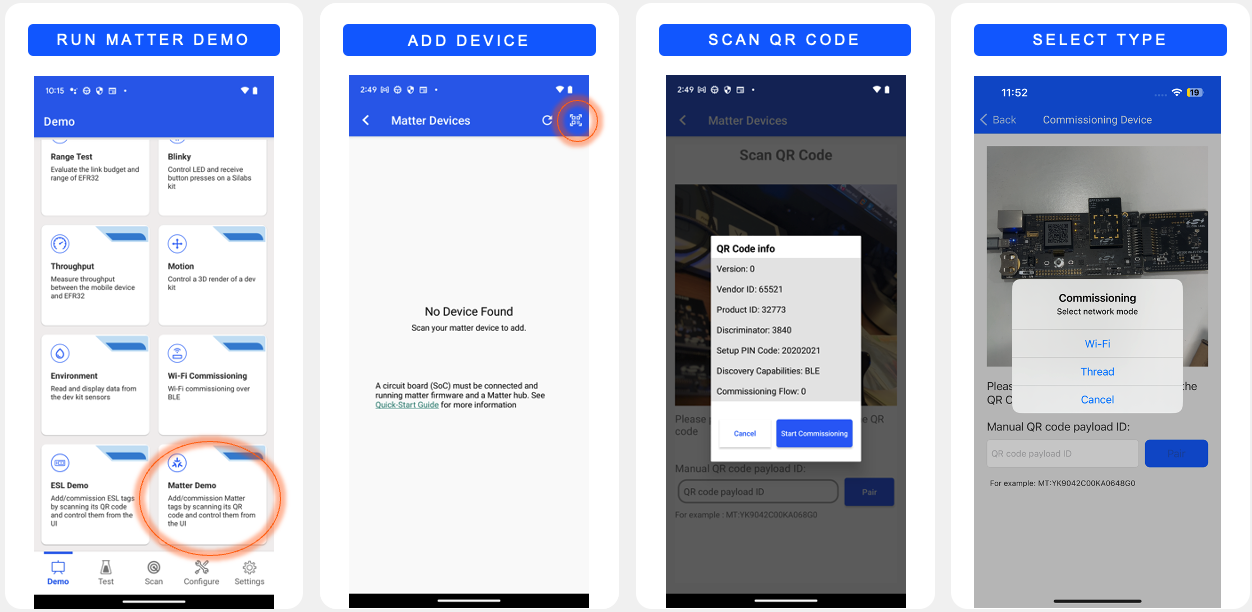 RUN MATTER DEMO
10:15
Demo
Range Test
Evaluate the link budget and
range of EFR32
Blinky
Control LED and receive
button presses on a Silabs
kit
Throughput
Measure throughput
between the mobile device
and EFR32
Motion
Control a 3D render of a dev
kit
Environment
Read and display data from
the dev kit sensors
Wi-Fi Commissioning
Wi-Fi commissioning over
BLE
ESL Demo
Add/commission ESL tags
by scanning its QR code
and control them from the
UI
Matter Demo
Add/commission Matter
tags by scanning its QR
code and control them from
the UI
Demo
Test
Scan
Configure
Settings
ADD DEVICE
2:49
Matter Devices
No Device Found
Scan your matter device to add.
A circuit board (SoC) must be connected and
running matter firmware and a Matter hub. See
Quick-Start Guide for more information
SCAN QR CODE
2:49
Matter Devices
Scan QR Code
QR Code info
Version: 0
Vendor ID: 65521
Product ID: 32773
Discriminator: 3840
Setup PIN Code: 20202021
Discovery Capabilities: BLE
Commissioning Flow: 0
Cancel
Start Commissioning
Please QR
code
Manual QR code payload ID:
QR code payload ID
Pair
For example : MT:YK9042C00KA0648G0
SELECT TYPE
11:52
19
Back
Commissioning Device
Commissioning
Select network mode
Wi-Fi
Thread
Cancel
the
QR
Manual QR code payload ID:
QR code payload ID
Pair
For example: MT:YK9042C00KA0648G0